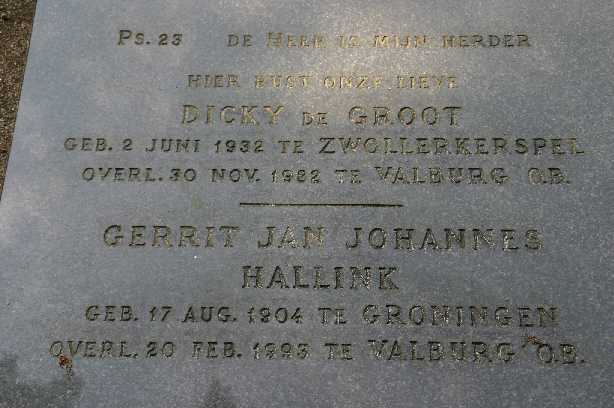 Ps. 23 DE HEER IS MIJN HERDER
HIER RUST ONZE LIEVE
DICKY DE GROOT
GEB. 2 JUNI 1932 TE ZWOLLERKERSPEL
OVERL. 30 NOV. 1982 TE VALBURG O.B.
GERRIT JAN JOHANNES
HALLINK
GEB. 17 AUG. 1904 TE GRONINGEN
OVERL. 20 FEB. 1993 TE VALBURG O.B.